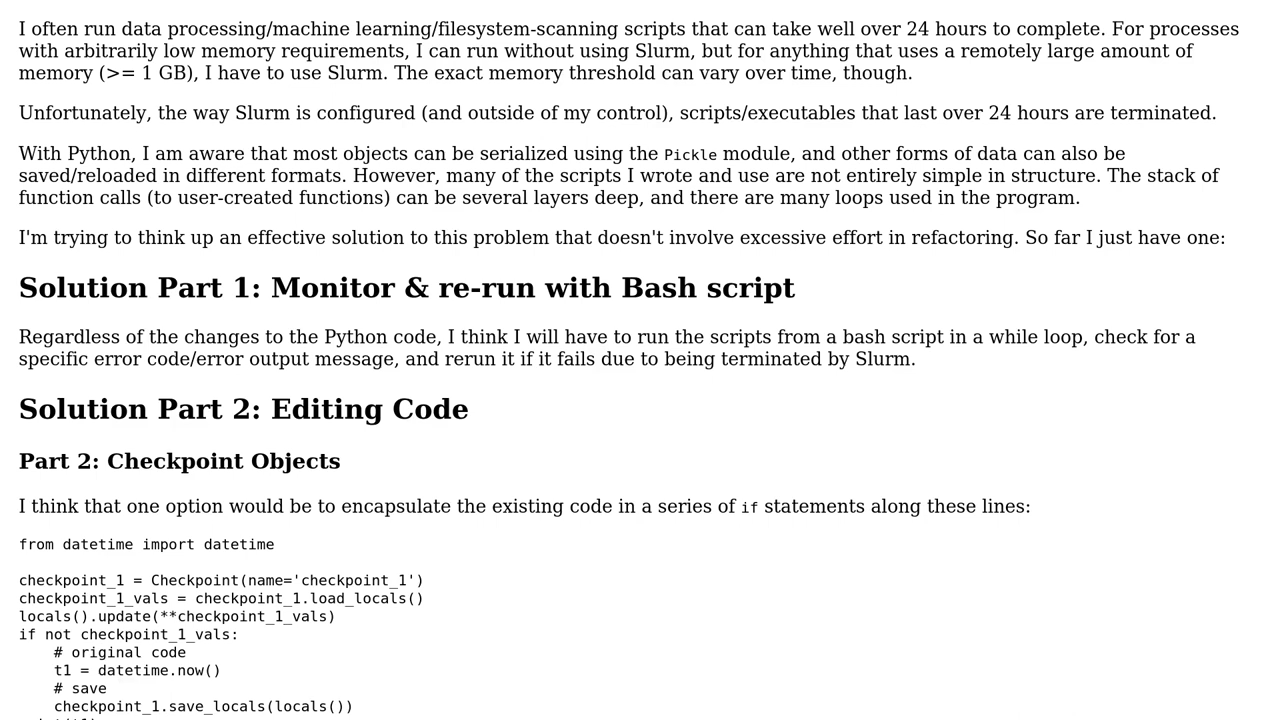 I often run data processing/machine learning/filesystem-scanning scripts that can take well over 24 hours to complete. For processes
with arbitrarily low memory requirements, I can run without using Slurm, but for anything that uses a remotely large amount of
memory (>= 1 GB), I have to use Slurm. The exact memory threshold can vary over time, though.
Unfortunately, the way Slurm is configured (and outside of my control), scripts/executables that last over 24 hours are terminated.
With Python, I am aware that most objects can be serialized using the Pickle module, and other forms of data can also be
saved/reloaded in different formats. However, many of the scripts I wrote and use are not entirely simple in structure. The stack of
function calls (to user-created functions) can be several layers deep, and there are many loops used in the program.
I'm trying to think up an effective solution to this problem that doesn't involve excessive effort in refactoring. So far I just have one:
Solution Part 1: Monitor & re-run with Bash script
Regardless of the changes to the Python code, I think I will have to run the scripts from a bash script in a while loop, check for a
specific error code/error output message, and rerun it if it fails due to being terminated by Slurm.
Solution Part 2: Editing Code
Part 2: Checkpoint Objects
I think that one option would be to encapsulate the existing code in a series of if statements along these lines:
from datetime import datetime
checkpoint_1 = Checkpoint(name='checkpoint_1')
checkpoint_1_vals = checkpoint_1.load_locals()
locals().update(**checkpoint_1_vals)
if not checkpoint_1_vals:
    # original code
    t1 = datetime.now()
    # save
    checkpoint_1.save_locals(locals())